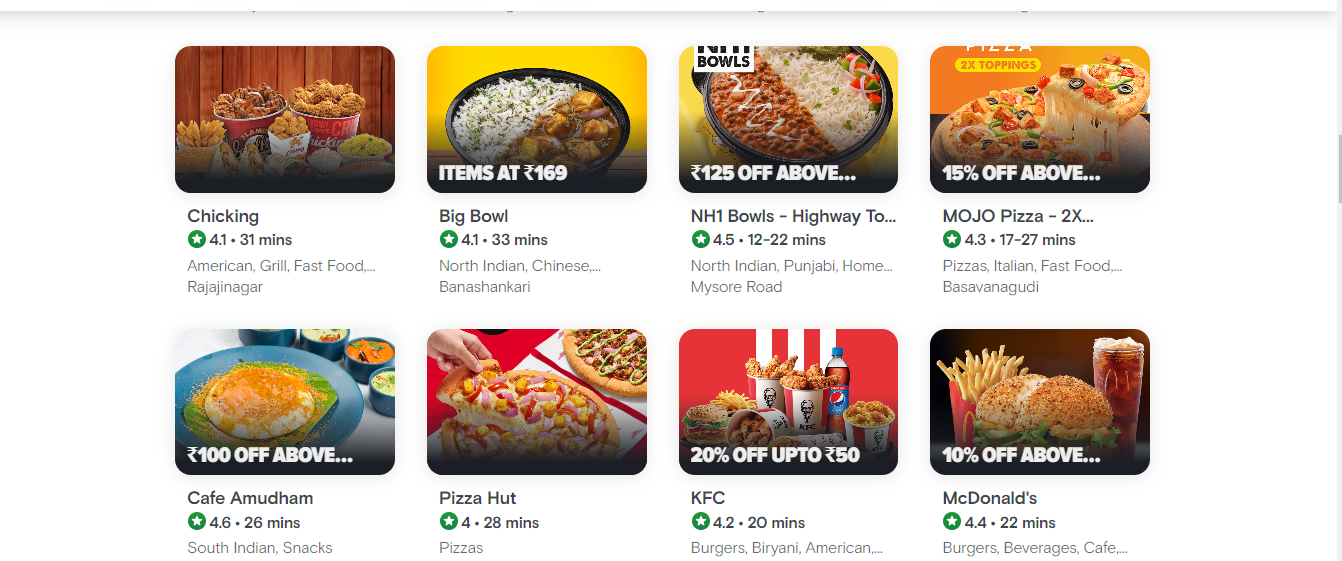 NH1
BOWLS
PIZZA
2X TOPPINGS
ITEMS AT ₹169
₹125 OFF ABOVE...
15% OFF ABOVE...
Chicking
Big Bowl
NH1 Bowls - Highway To...
MOJO Pizza - 2X...
4.1 • 31 mins
4.1 • 33 mins
4.5 • 12-22 mins
4.3 • 17-27 mins
American, Grill, Fast Food,...
North Indian, Chinese,...
North Indian, Punjabi, Home...
Pizzas, Italian, Fast Food,...
Rajajinagar
Banashankari
Mysore Road
Basavanagudi
KFC
₹100 OFF ABOVE...
20% OFF UPTO ₹50
10% OFF ABOVE...
Cafe Amudham
Pizza Hut
KFC
McDonald's
4.6 • 26 mins
4 • 28 mins
4.2 • 20 mins
4.4 • 22 mins
South Indian, Snacks
Pizzas
Burgers, Biryani, American,...
Burgers, Beverages, Cafe,...